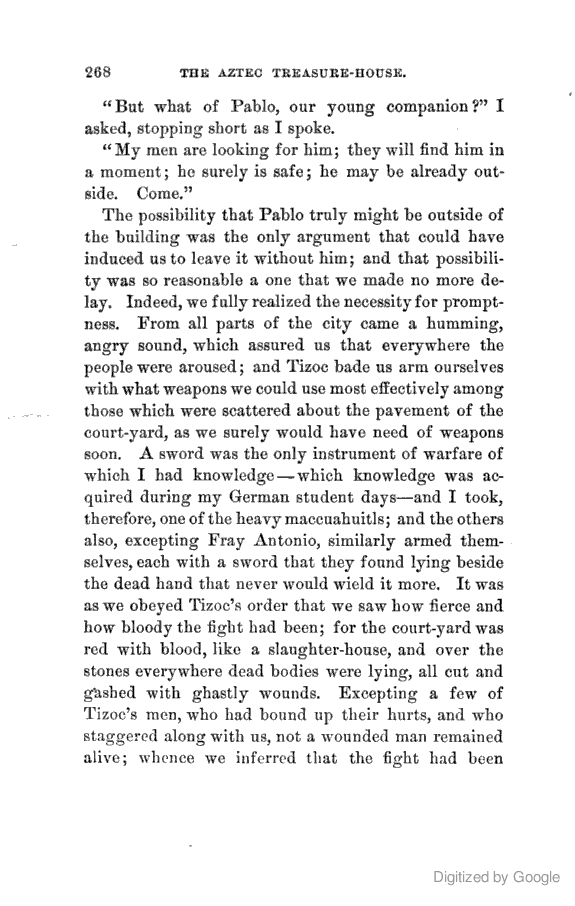 268 THE AZTEC TREASURE-HOUSE.
"But what of Pablo, our young companion?" I
asked, stopping short as I spoke.
"My men are looking for him; they will find him in
a moment; he surely is safe; he may be already out-
side. Come."
The possibility that Pablo truly might be outside of
the building was the only argument that could have
induced us to leave it without him; and that possibili-
ty was so reasonable a one that we made no more de-
lay. Indeed, we fully realized the necessity for prompt-
ness. From all parts of the city came a humming,
angry sound, which assured us that everywhere the
people were aroused; and Tizoc bade us arm ourselves
with what weapons we could use most effectively among
those which were scattered about the pavement of the
court-yard, as we surely would have need of weapons
soon. A sword was the only instrument of warfare of
which I had knowledge—which knowledge was ac-
quired during my German student days—and I took,
therefore, one of the heavy maccuahuitls; and the others
also, excepting Fray Antonio, similarly armed them-
selves, each with a sword that they found lying beside
the dead hand that never would wield it more. It was
as we obeyed Tizoc's order that we saw how fierce and
how bloody the fight had been; for the court-yard was
red with blood, like a slaughter-house, and over the
stones everywhere dead bodies were lying, all cut and
gashed with ghastly wounds. Excepting a few of
Tizoc's men, who had bound up their hurts, and who
staggered along with us, not a wounded man remained
alive; whence we inferred that the fight had been
Digitized by Google